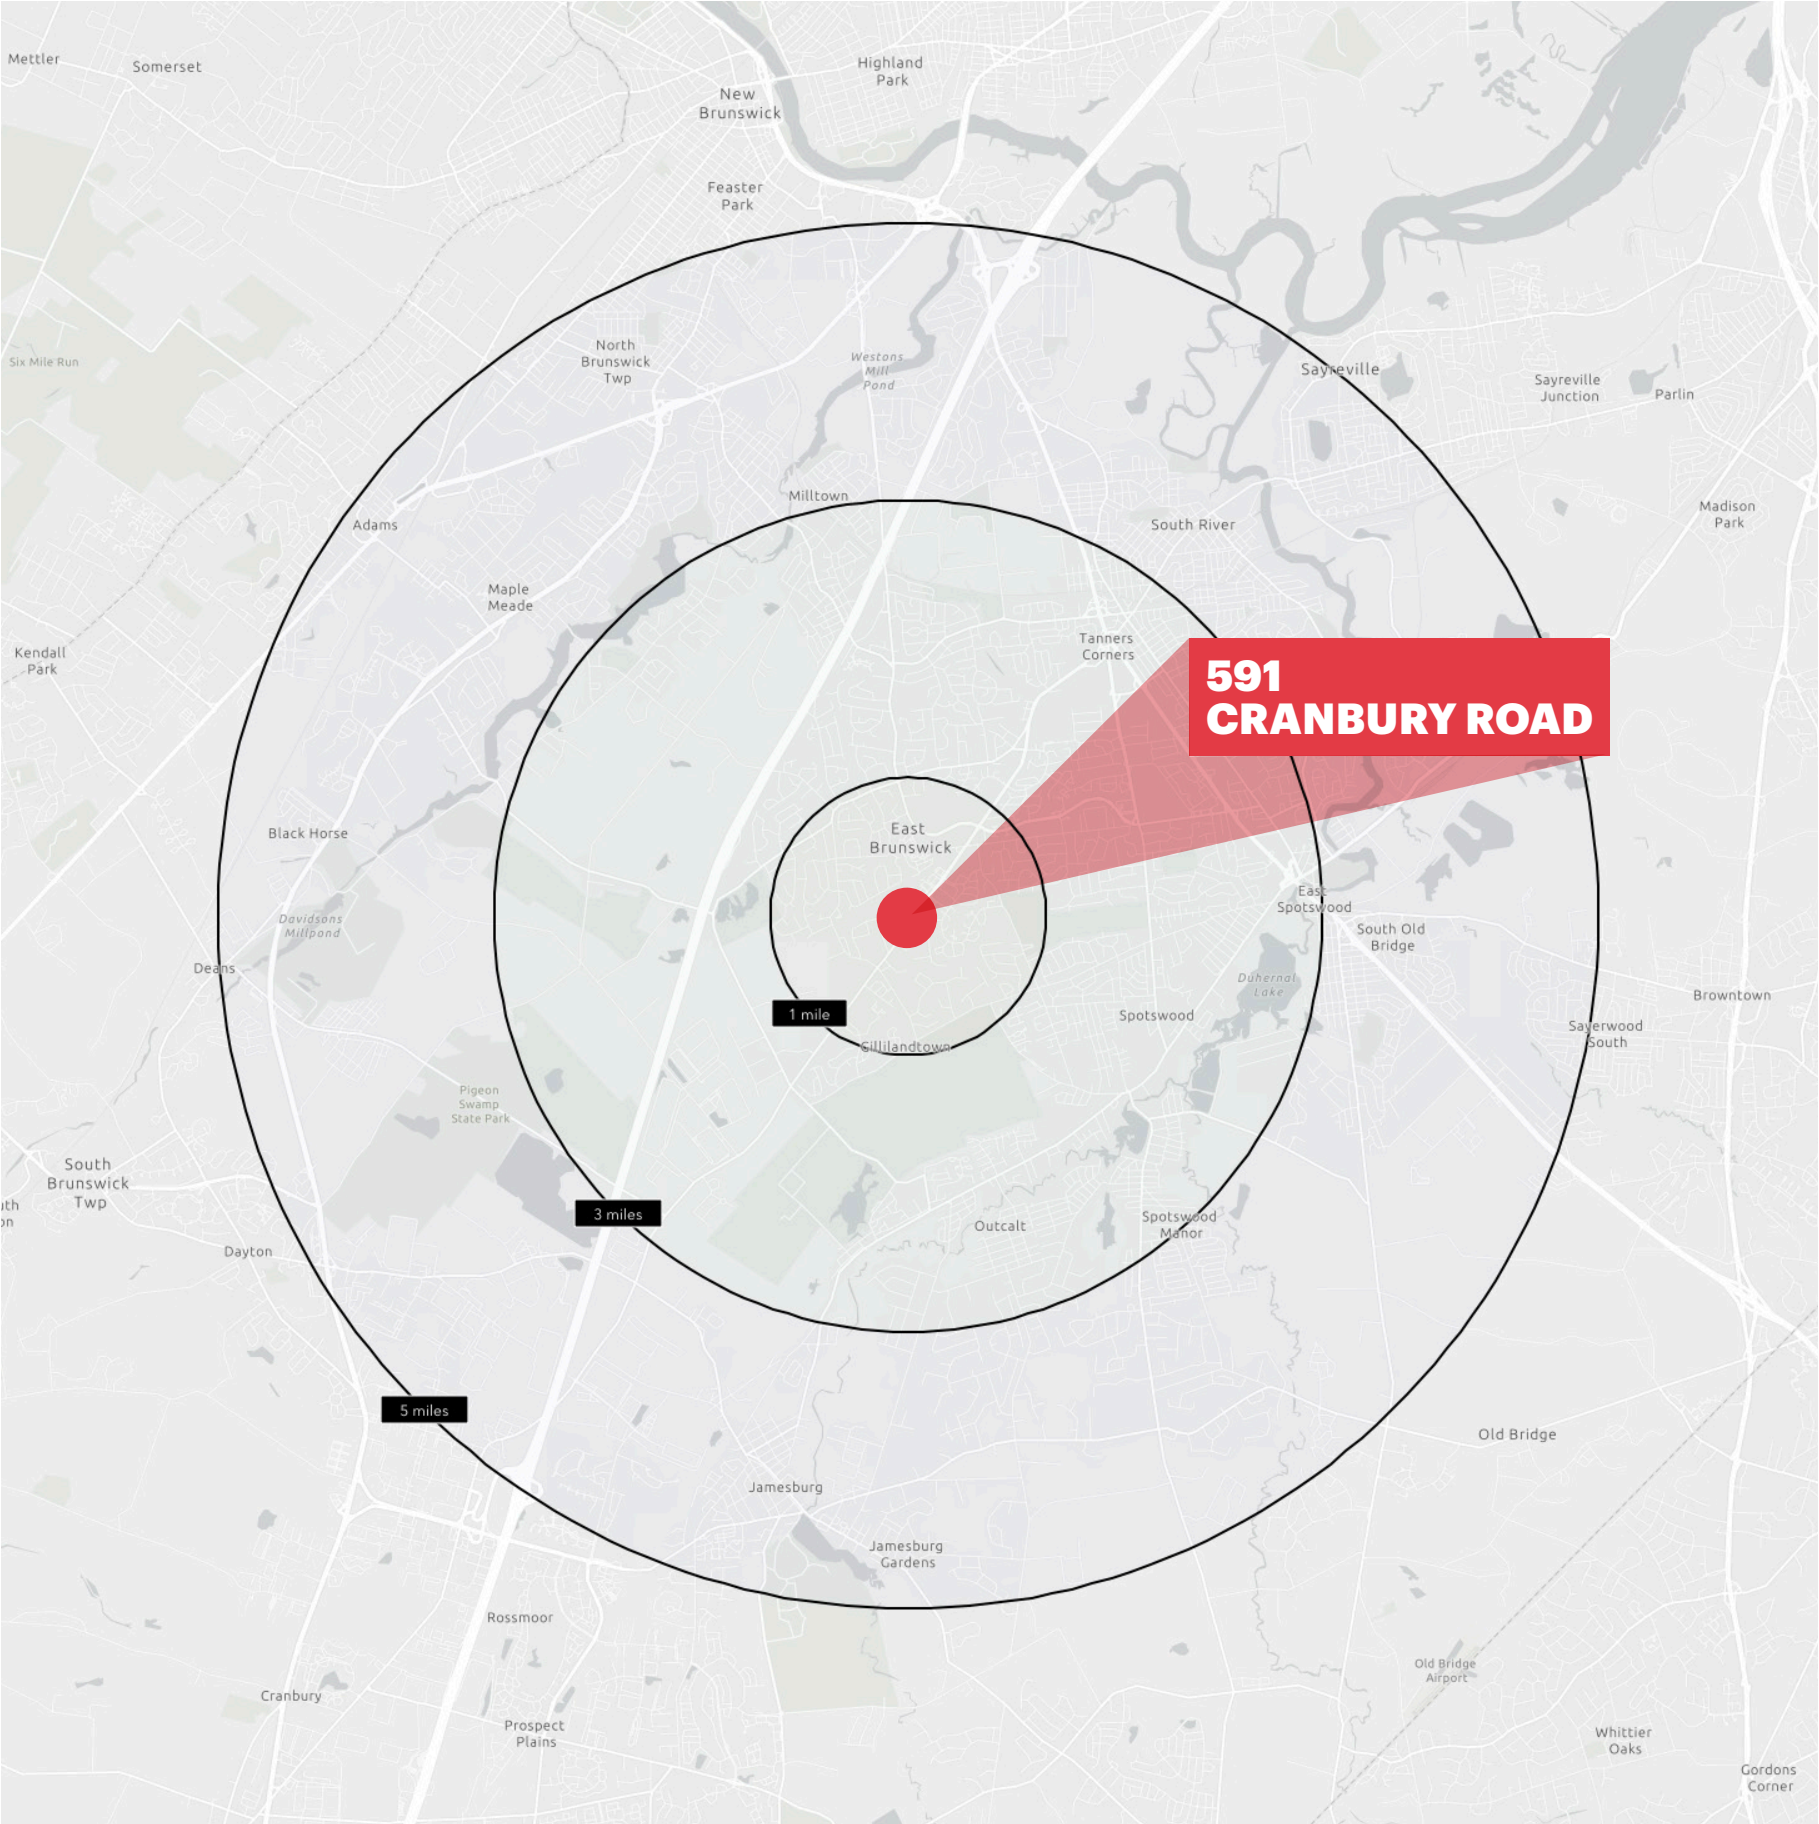 Mettler
Somerset
Highland
Park
New
Brunswick
Feaster
Park
North
Brunswick
Twp
Westons
Mill
Pond
Six Mile Run
Sayreville
Sayreville
Junction
Parlin
Milltown
Adams
South River
Madison
Park
Maple
Meade
Tanners
Corners
Kendall
Park
591
CRANBURY ROAD
Black Horse
East
Brunswick
East
Spotswood
Davidsons
Millpond
South Old
Bridge
Deans
Duhernal
Lake
Browntown
1 mile
Spotswood
Sayerwood
South
Gillilandtown
Pigeon
Swamp
State Park
South
Brunswick
Twp
uth
on
3 miles
Outcalt
Spotswood
Manor
Dayton
5 miles
Old Bridge
Jamesburg
Jamesburg
Gardens
Rossmoor
Old Bridge
Airport
Cranbury
Prospect
Plains
Whittier
Oaks
Gordons
Corner